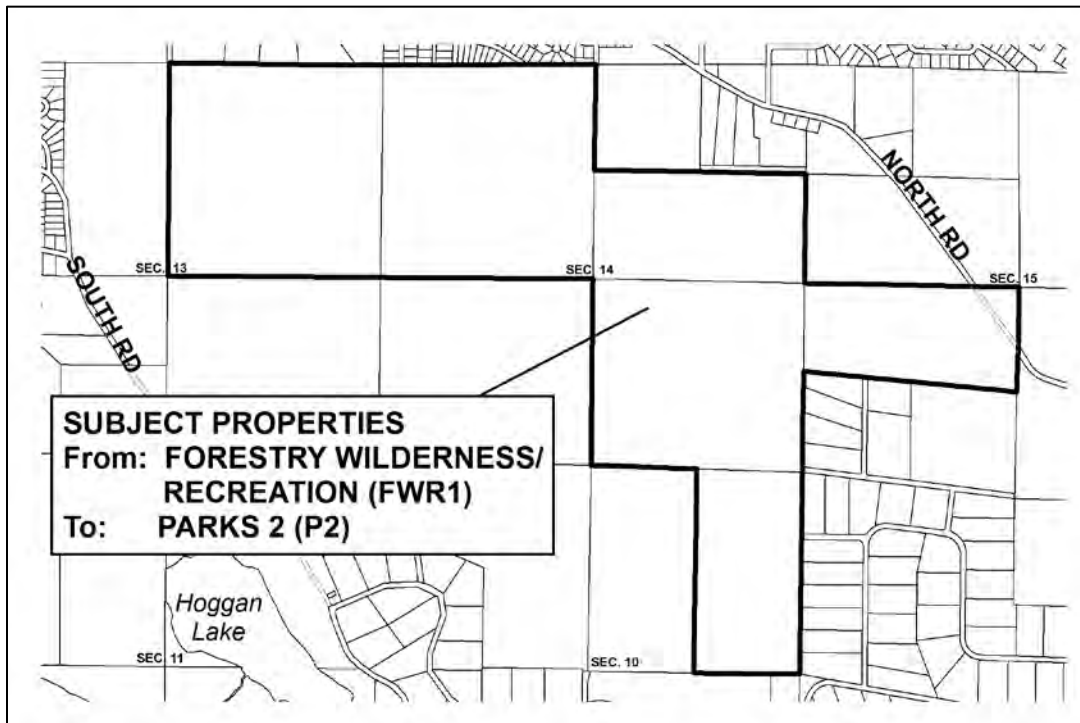 NORTH RD
SEC. 13
SEC. 14
SEC. 15
SOUTH RD
SUBJECT PROPERTIES
From: FORESTRY WILDERNESS/
RECREATION (FWR1)
To: PARKS 2 (P2)
Hoggan
Lake
SEC. 11
SEC. 10